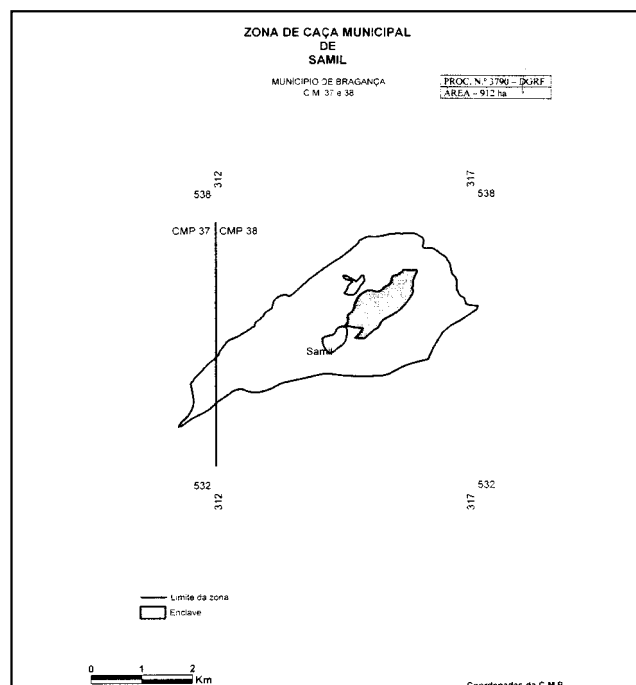 ZONA DE CAÇA MUNICIPAL
DE
SAMIL
MUNICIPIO DE BRAGANÇA
C M 37 e 38
PROC. N.º 3790 – DGRF
AREA – 912 ha
312
317
538
538
CMP 37
CMP 38
Samil
532
532
312
317
Limite da zona
Enclave
0 1 2
Km
Coordenadas da C.M.P.